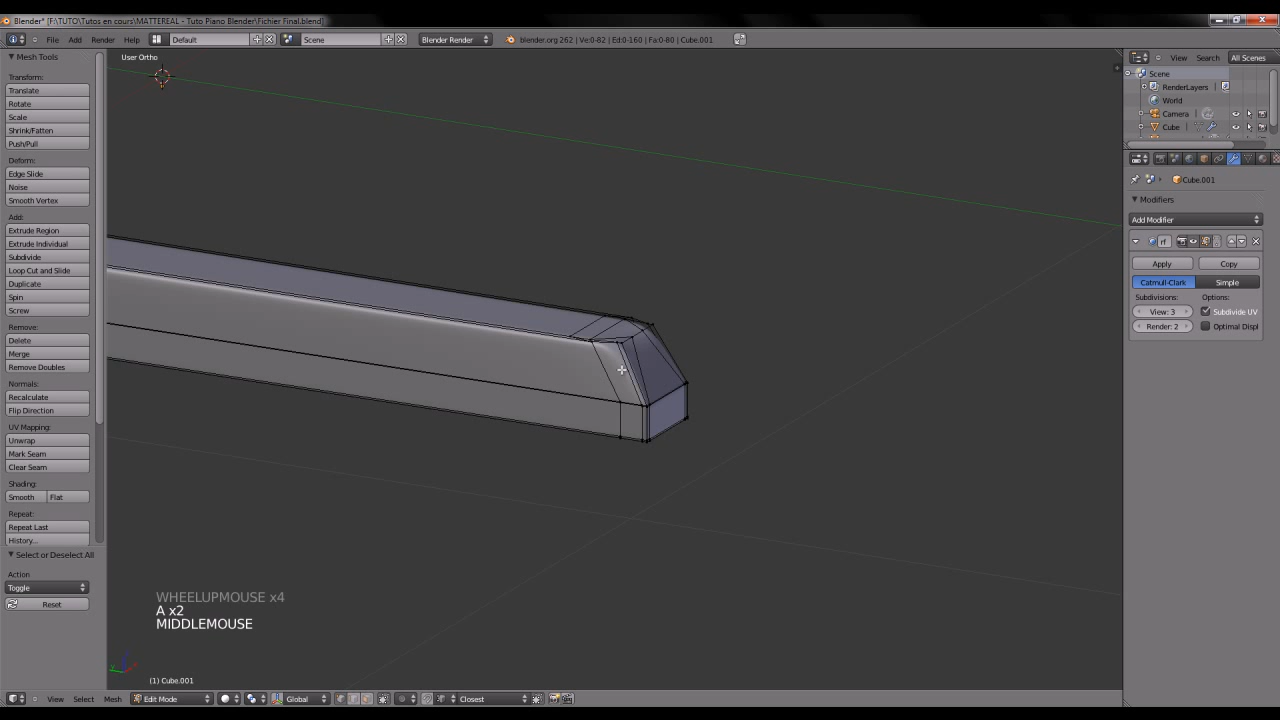 Blender* [F:\TUTO\Tutos en cours\MATTEREAL - Tuto Piano Blender\Fichier Final.blend]
File Add Render Help Default Scene Blender Render blender.org 262 | Ve:0-82 | Ed:0-160 | Fa:0-80 | Cube.001
Mesh Tools
Transform:
Translate
Rotate
Scale
Shrink/Fatten
Push/Pull
Deform:
Edge Slide
Noise
Smooth Vertex
Add:
Extrude Region
Extrude Individual
Subdivide
Loop Cut and Slide
Duplicate
Spin
Screw
Remove:
Delete
Merge
Remove Doubles
Normals:
Recalculate
Flip Direction
UV Mapping:
Unwrap
Mark Seam
Clear Seam
Shading:
Smooth Flat
Repeat:
Repeat Last
History...
Select or Deselect All
Action
Toggle
Reset
User Ortho
WHEELUPMOUSE x4
A x2
MIDDLEMOUSE
(1) Cube.001
View Select Mesh Edit Mode Global Closest
View Search All Scenes
Scene
RenderLayers
World
Camera
Cube
Cube.001
Modifiers
Add Modifier
rf
Apply Copy
Catmull-Clark Simple
Subdivisions: Options:
View: 3 Subdivide UV
Render: 2 Optimal Displ